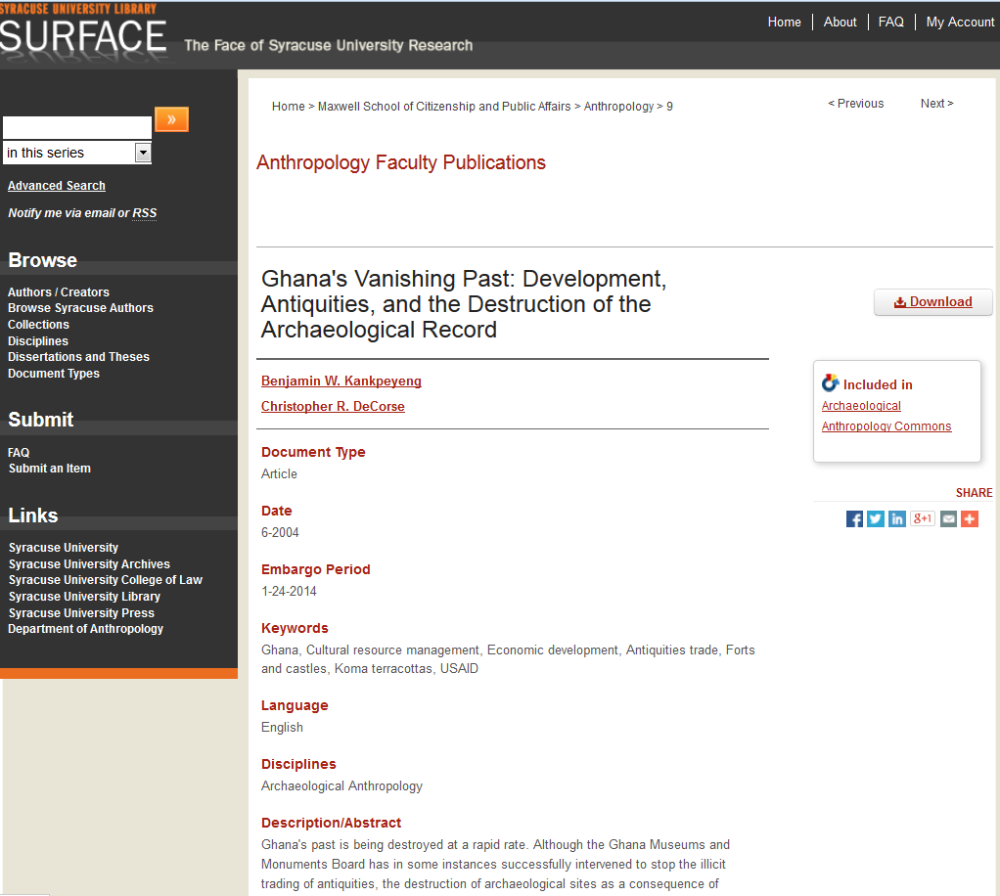 SYRACUSE UNIVERSITY LIBRARY
SURFACE
The Face of Syracuse University Research
Home
About
FAQ
My Account
»
in this series
Advanced Search
Notify me via email or RSS
Browse
Authors / Creators
Browse Syracuse Authors
Collections
Disciplines
Dissertations and Theses
Document Types
Submit
FAQ
Submit an Item
Links
Syracuse University
Syracuse University Archives
Syracuse University College of Law
Syracuse University Library
Syracuse University Press
Department of Anthropology
Home > Maxwell School of Citizenship and Public Affairs > Anthropology > 9
< Previous
Next >
Anthropology Faculty Publications
Ghana's Vanishing Past: Development,
Antiquities, and the Destruction of the
Archaeological Record
Benjamin W. Kankpeyeng
Christopher R. DeCorse
Document Type
Article
Date
6-2004
Embargo Period
1-24-2014
Keywords
Ghana, Cultural resource management, Economic development, Antiquities trade, Forts
and castles, Koma terracottas, USAID
Language
English
Disciplines
Archaeological Anthropology
Description/Abstract
Ghana's past is being destroyed at a rapid rate. Although the Ghana Museums and
Monuments Board has in some instances successfully intervened to stop the illicit
trading of antiquities, the destruction of archaeological sites as a consequence of
Download
Included in
Archaeological
Anthropology Commons
SHARE
f
in
g+1
+